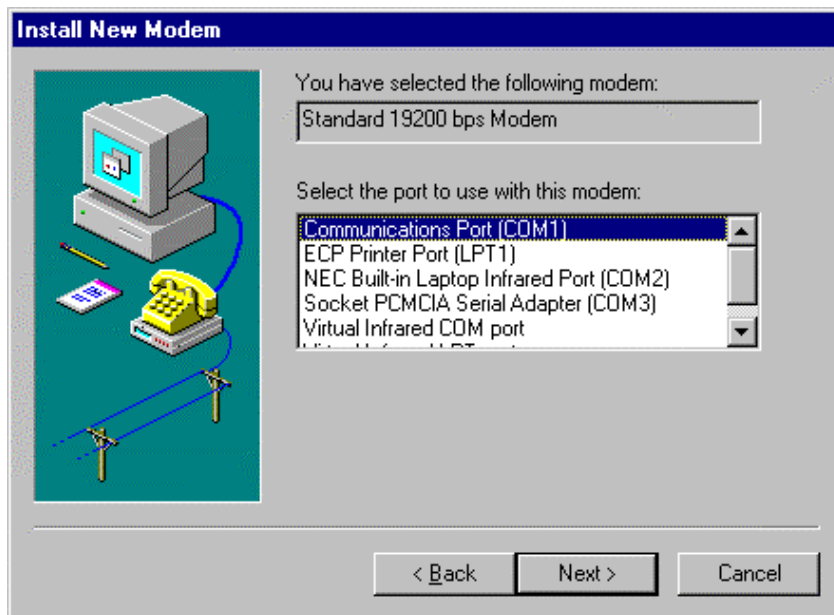 Install New Modem
You have selected the following modem:
Standard 19200 bps Modem
Select the port to use with this modem:
Communications Port (COM1)
ECP Printer Port (LPT1)
NEC Built-in Laptop Infrared Port (COM2)
Socket PCMCIA Serial Adapter (COM3)
Virtual Infrared COM port
< Back
Next >
Cancel